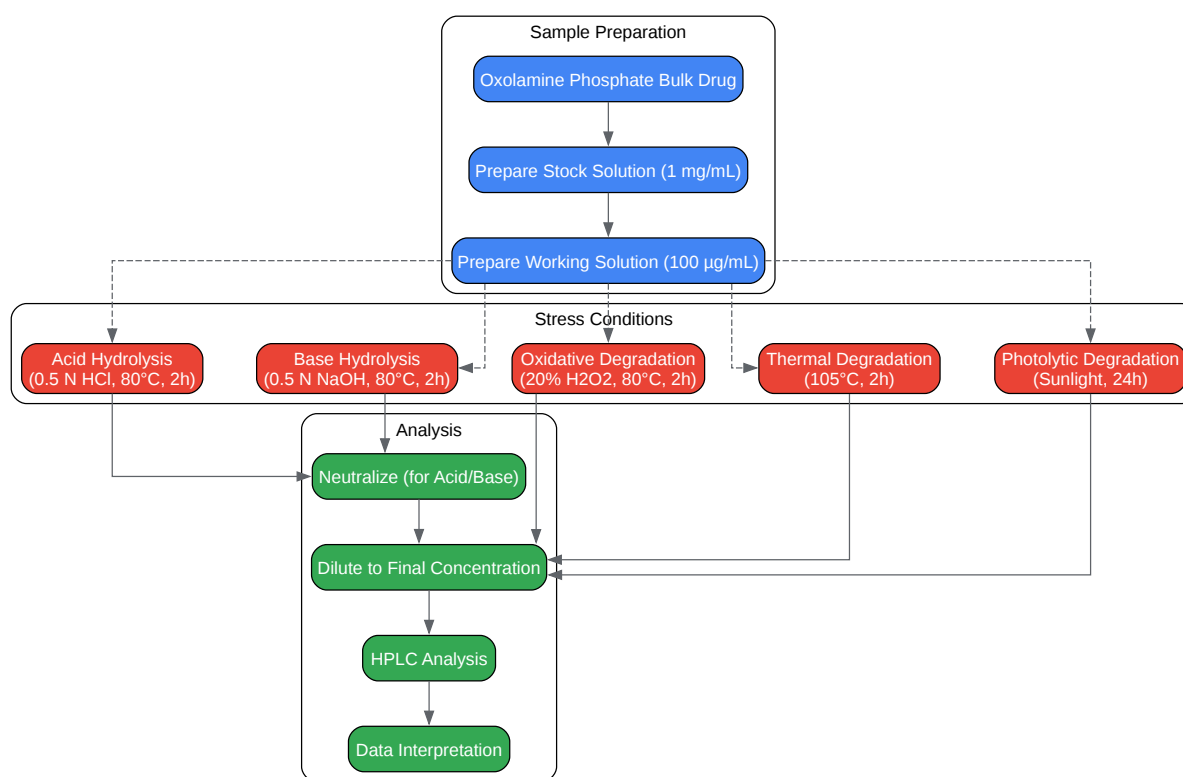 Sample Preparation
Oxolamine Phosphate Bulk Drug
Prepare Stock Solution (1 mg/mL)
Prepare Working Solution (100 µg/mL)
Stress Conditions
Acid Hydrolysis
(0.5 N HCl, 80°C, 2h)
Base Hydrolysis
(0.5 N NaOH, 80°C, 2h)
Oxidative Degradation
(20% H2O2, 80°C, 2h)
Thermal Degradation
(105°C, 2h)
Photolytic Degradation
(Sunlight, 24h)
Analysis
Neutralize (for Acid/Base)
Dilute to Final Concentration
HPLC Analysis
Data Interpretation